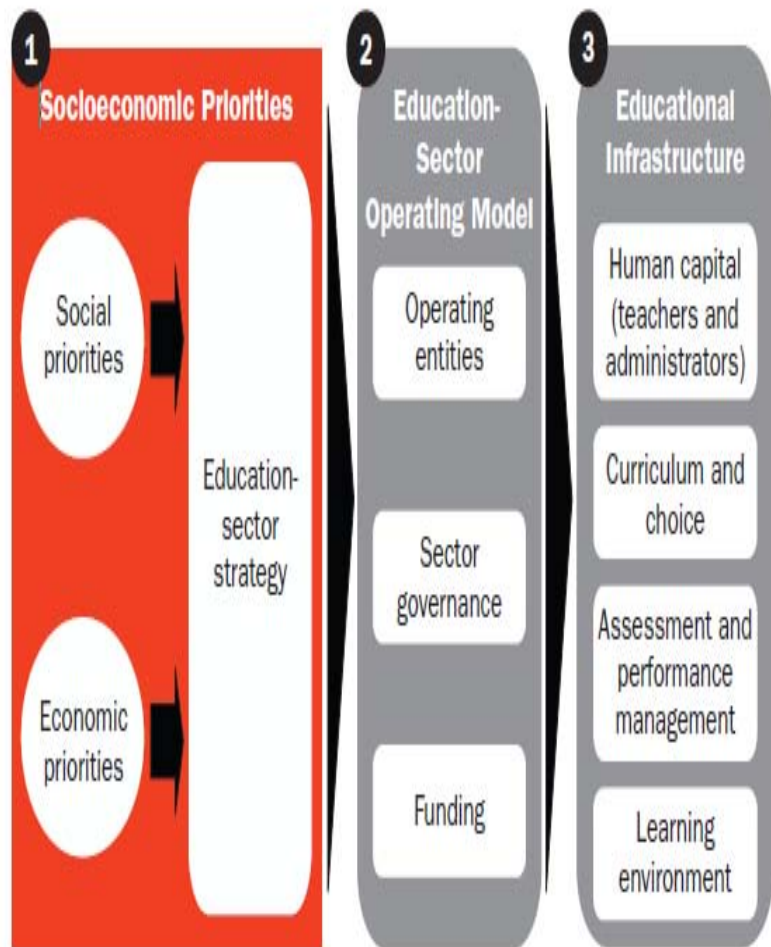 1
Socioeconomic Priorities
Social
priorities
Economic
priorities
Education-
sector
strategy
2
Education-
Sector
Operating Model
Operating
entities
Sector
governance
Funding
3
Educational
Infrastructure
Human capital
(teachers and
administrators)
Curriculum and
choice
Assessment and
performance
management
Learning
environment